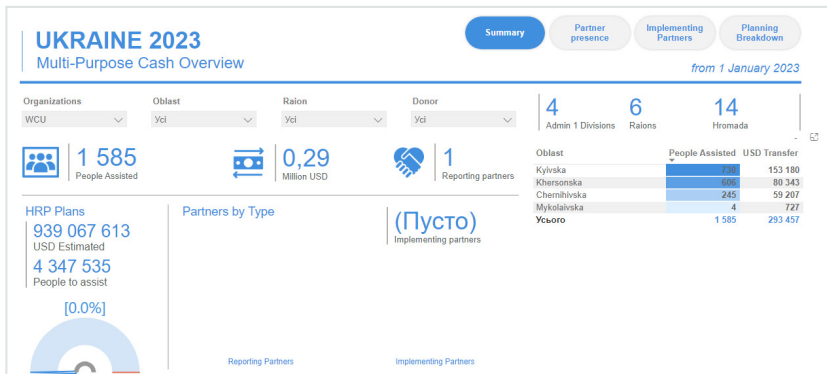 UKRAINE 2023
Multi-Purpose Cash Overview
Summary
Partner presence
Implementing Partners
Planning Breakdown
from 1 January 2023
Organizations
WCU
Oblast
Усі
Raion
Усі
Donor
Усі
4
Admin 1 Divisions
6
Raions
14
Hromada
1 585
People Assisted
0,29
Million USD
1
Reporting partners
Oblast People Assisted USD Transfer
Kyivska 730 153 180
Khersonska 606 80 343
Chernihivska 245 59 207
Mykolaivska 4 727
Усього 1 585 293 457
HRP Plans
939 067 613
USD Estimated
4 347 535
People to assist
[0.0%]
Partners by Type
(Пусто)
Implementing partners
Reporting Partners
Implementing Partners